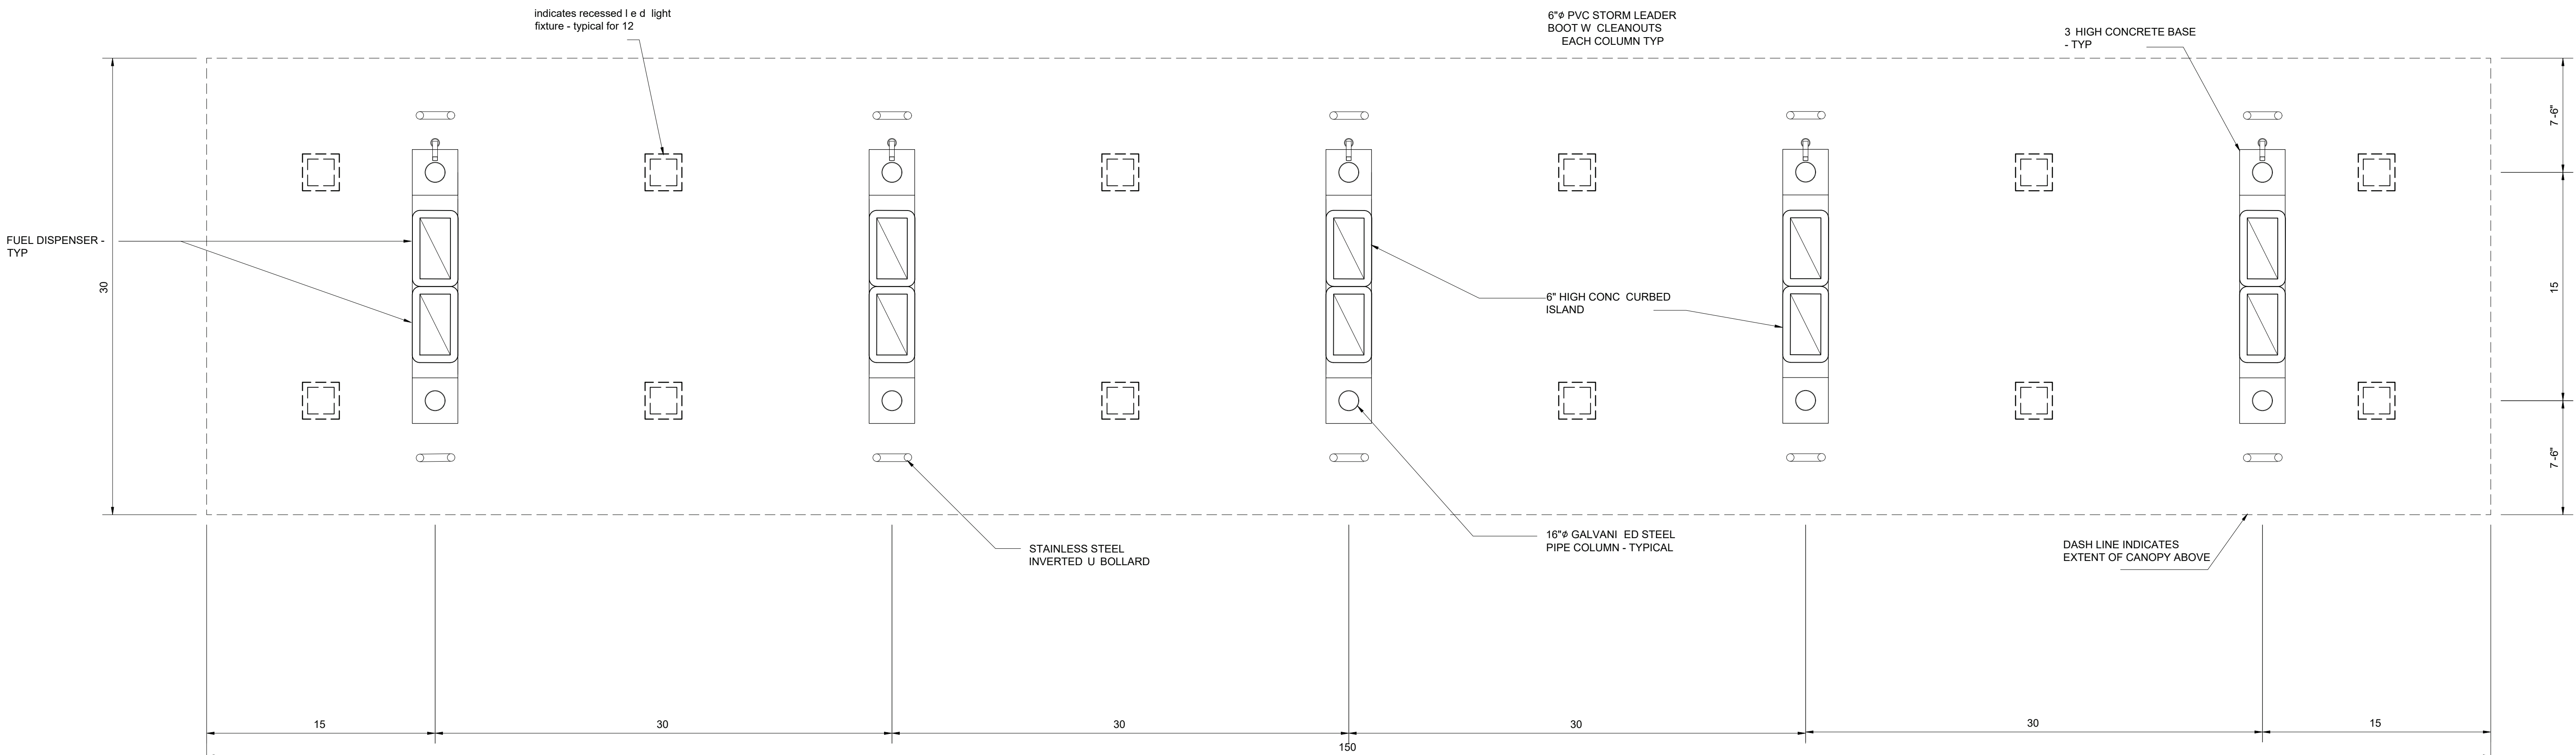 indicates recessed l e d light
fixture - typical for 12
6"ø PVC STORM LEADER
BOOT W CLEANOUTS
EACH COLUMN TYP
3 HIGH CONCRETE BASE
- TYP
7 -6"
FUEL DISPENSER -
TYP
30
15
6" HIGH CONC CURBED
ISLAND
7 -6"
STAINLESS STEEL
INVERTED U BOLLARD
16"ø GALVANI ED STEEL
PIPE COLUMN - TYPICAL
DASH LINE INDICATES
EXTENT OF CANOPY ABOVE
15
30
30
30
30
15
150